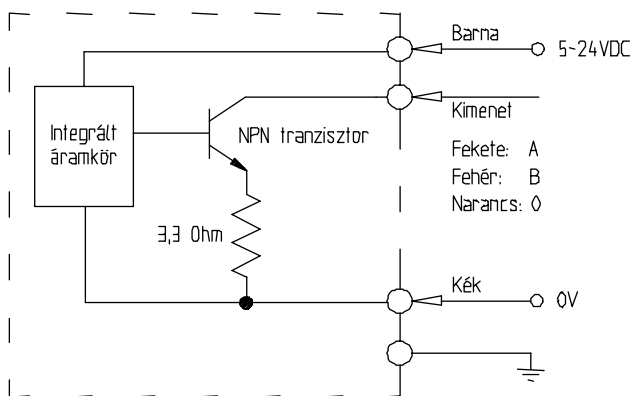 Barna
5-24VDC
Kimenet
Integrált
áramkör
NPN tranzisztor
Fekete: A
Fehér: B
Narancs: 0
3,3 Ohm
Kék
0V